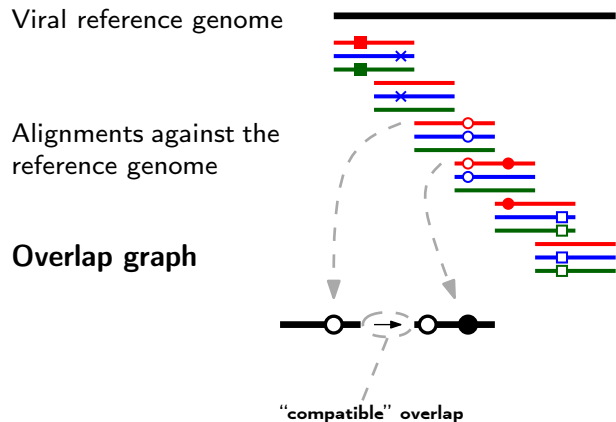 Viral reference genome
Alignments against the
reference genome
Overlap graph
“compatible” overlap